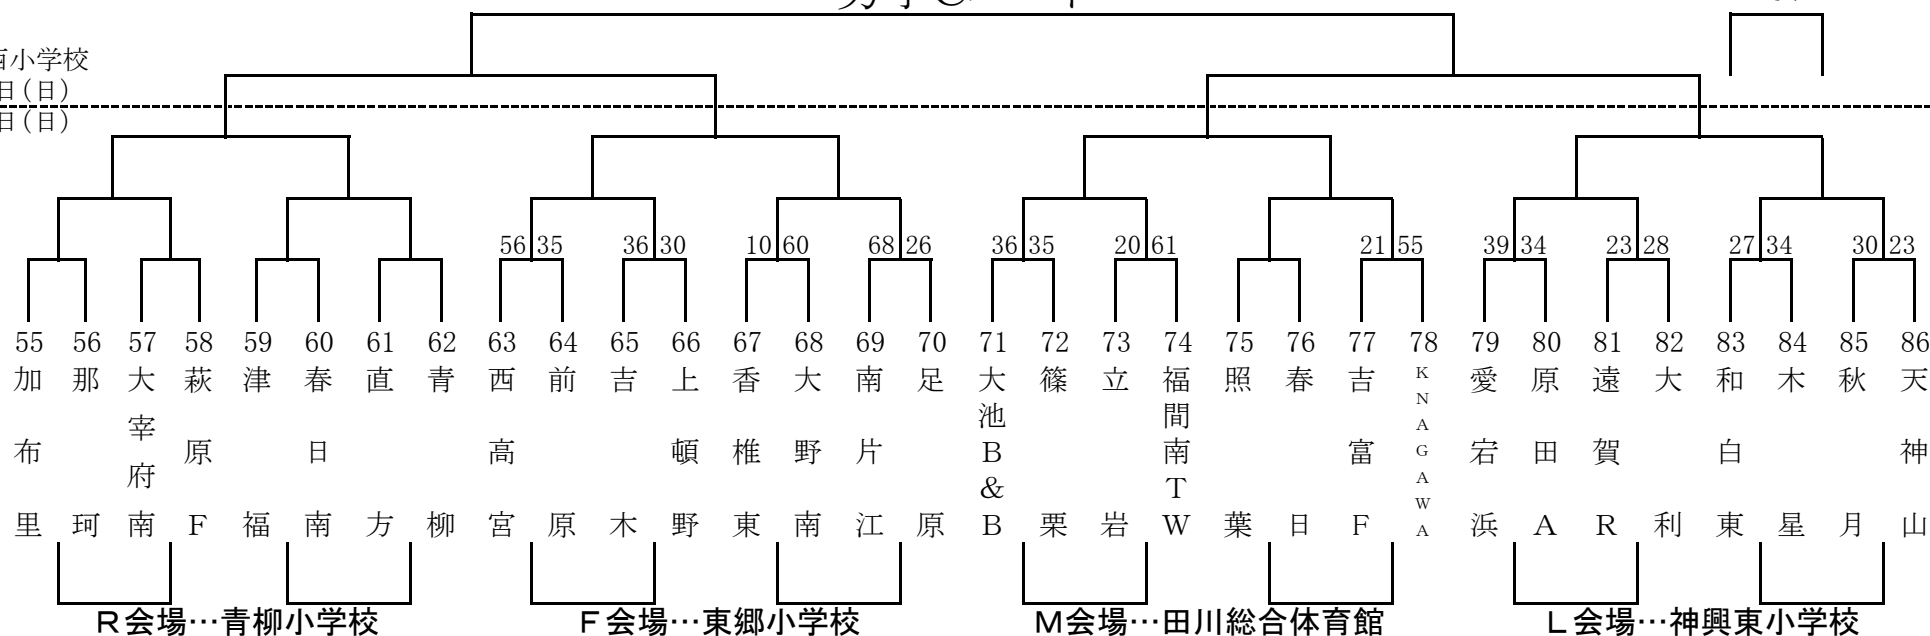 小学校
日(日)
日(日)
56 35 36 30 10 60 68 26 36 35 20 61 21 55 39 34 23 28 27 34 30 23
55 56 57 58 59 60 61 62 63 64 65 66 67 68 69 70 71 72 73 74 75 76 77 78 79 80 81 82 83 84 85 86
加布里
那珂
大宰府南
萩原F
津福
春日南
直方
青柳
西高宮
前原
吉木
上頓野
香椎東
大野南
南片江
足原
大池B&B
篠栗
立岩
福間南TW
照葉
春日
吉富F
KNAGAWA
愛宕浜
原田A
遠賀R
大利
和白東
木星
秋月
天神山
R会場…青柳小学校
F会場…東郷小学校
M会場…田川総合体育館
L会場…神興東小学校